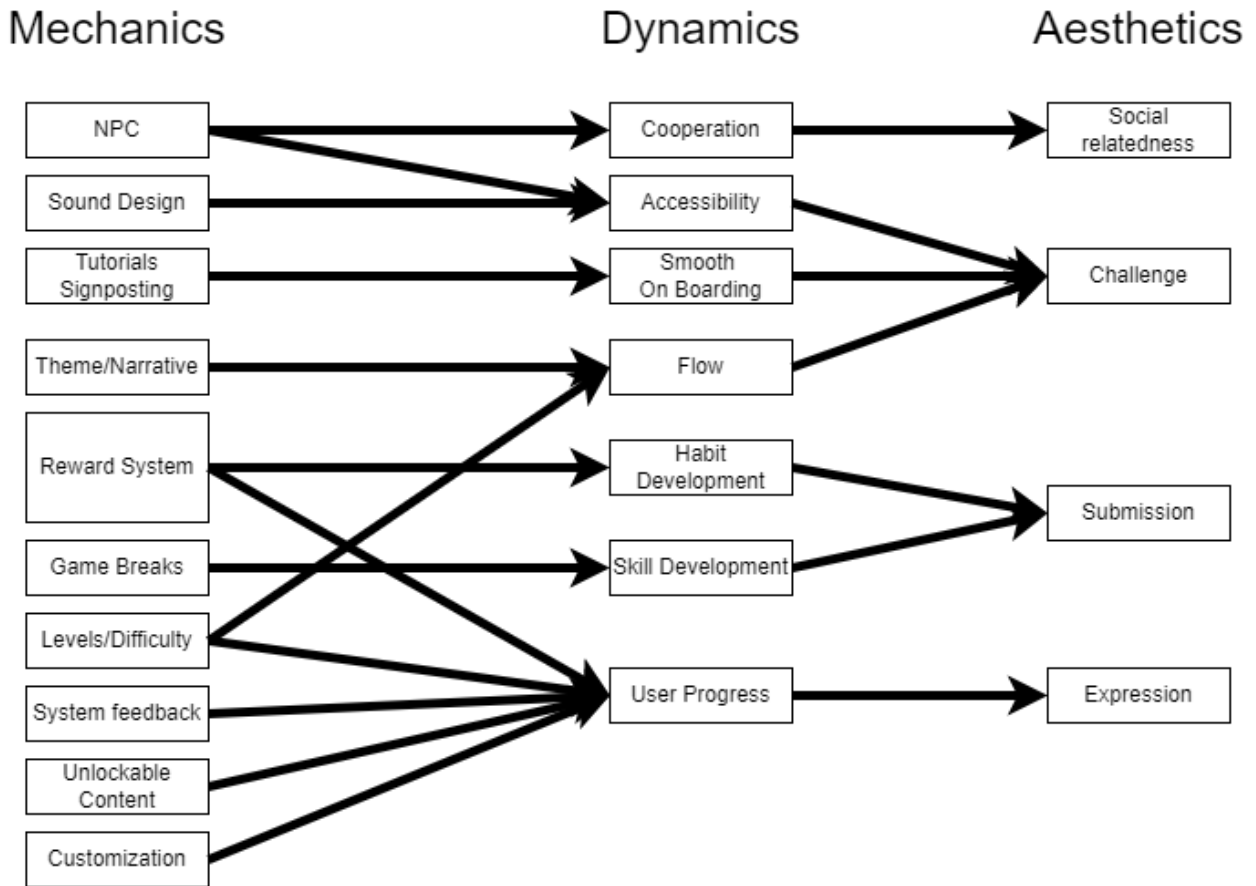 Mechanics
Dynamics
Aesthetics
NPC
Cooperation
Social
relatedness
Sound Design
Accessibility
Tutorials
Signposting
Smooth
On Boarding
Challenge
Theme/Narrative
Flow
Reward System
Habit
Development
Submission
Game Breaks
Skill Development
Levels/Difficulty
User Progress
Expression
System feedback
Unlockable
Content
Customization